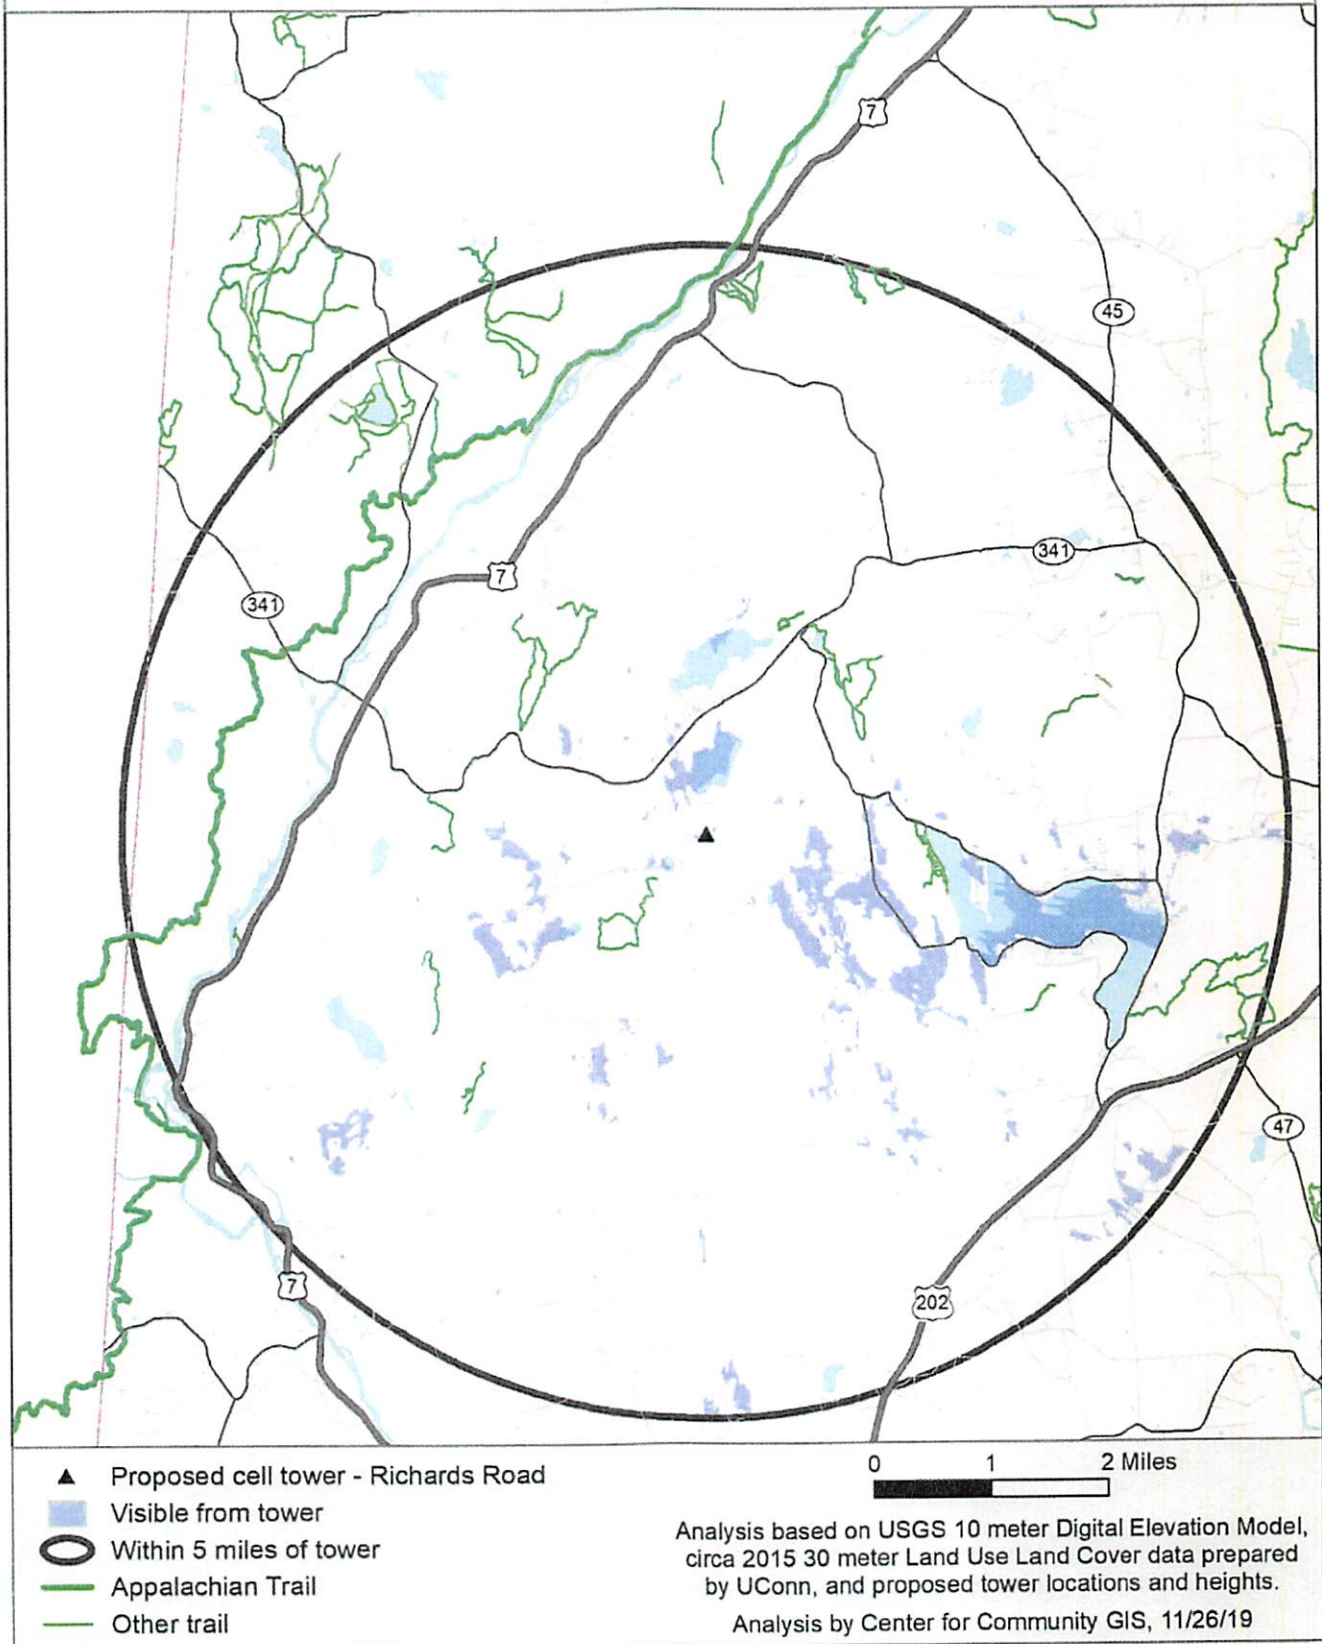 7
45
341
7
341
47
7
202
0 1 2 Miles
Proposed cell tower - Richards Road
Visible from tower
Within 5 miles of tower
Appalachian Trail
Other trail
Analysis based on USGS 10 meter Digital Elevation Model,
circa 2015 30 meter Land Use Land Cover data prepared
by UConn, and proposed tower locations and heights.
Analysis by Center for Community GIS, 11/26/19